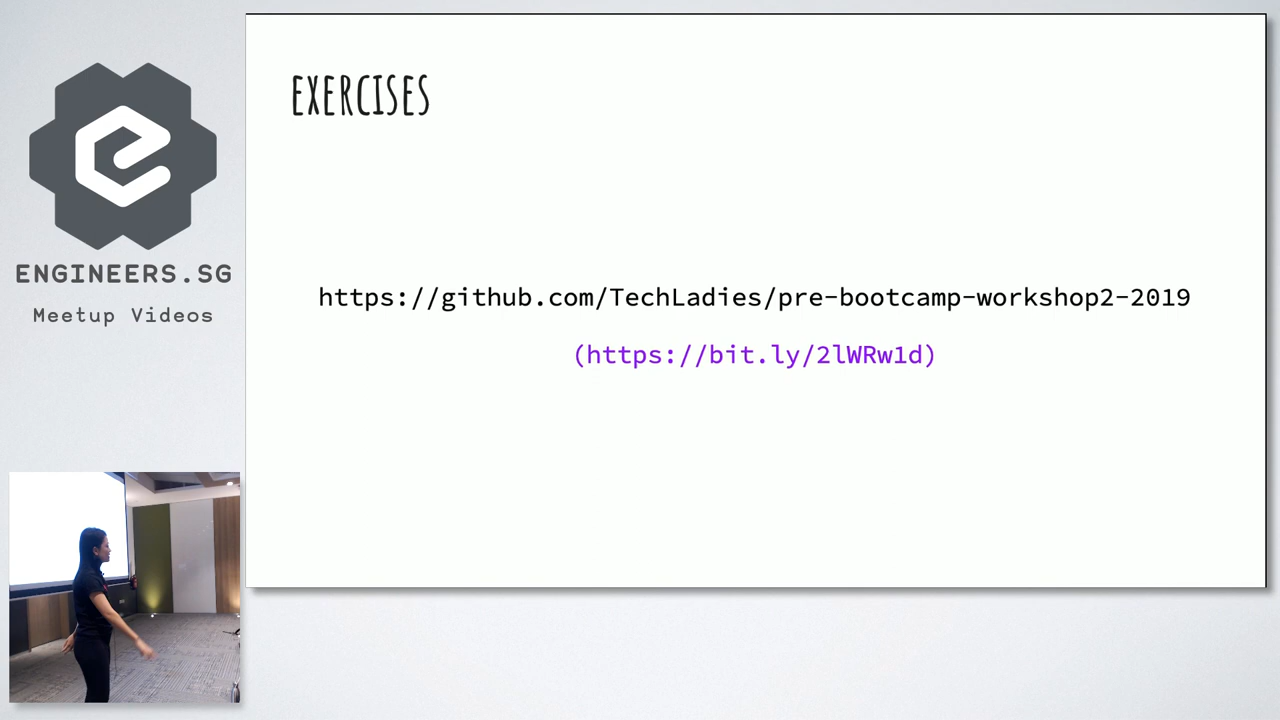 EXERCISES
https://github.com/TechLadies/pre-bootcamp-workshop2-2019
(https://bit.ly/2lWRw1d)
ENGINEERS.SG
Meetup Videos